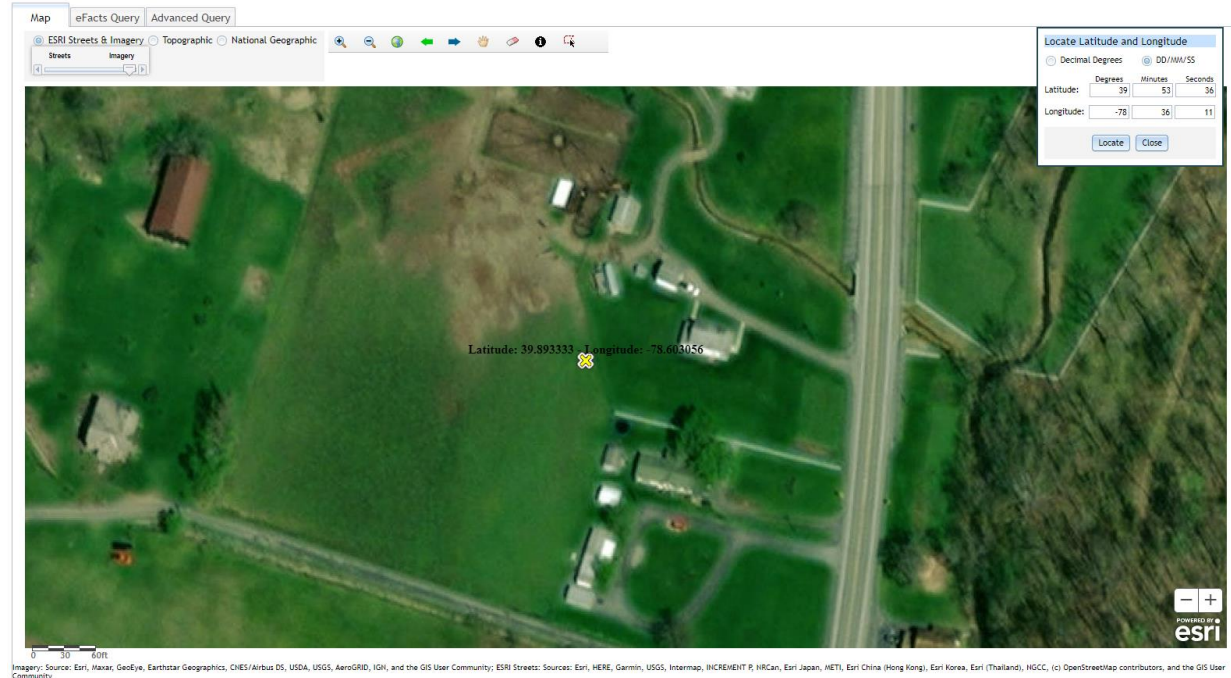 Map eFacts Query Advanced Query
ESRI Streets & Imagery Topographic National Geographic
Streets Imagery
Locate Latitude and Longitude
Decimal Degrees DD/MM/SS
Degrees Minutes Seconds
Latitude: 39 53 36
Longitude: -78 36 11
Locate Close
Latitude: 39.893333 - Longitude: -78.603056
0 30 60ft
POWERED BY
esri
Imagery: Source: Esri, Maxar, GeoEye, Earthstar Geographics, CNES/Airbus DS, USDA, USGS, AeroGRID, IGN, and the GIS User Community; ESRI Streets: Sources: Esri, HERE, Garmin, USGS, Intermap, INCREMENT P, NRCan, Esri Japan, METI, Esri China (Hong Kong), Esri Korea, Esri (Thailand), NGCC, (c) OpenStreetMap contributors, and the GIS User
Community